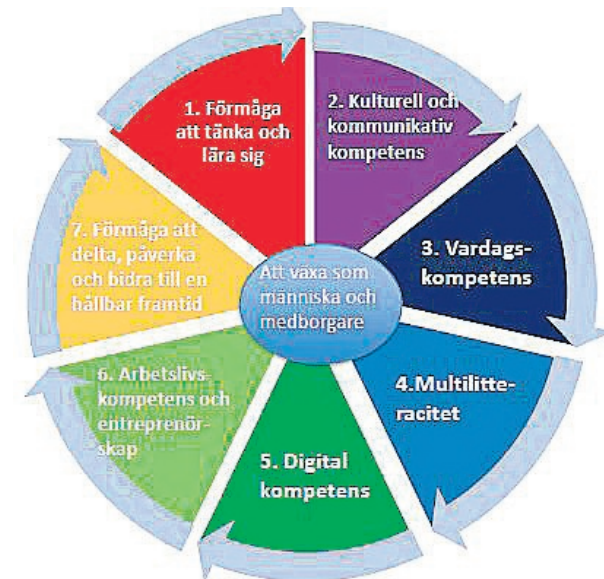 1. Förmåga
att tänka och
lära sig
2. Kulturell och
kommunikativ
kompetens
3. Vardags-
kompetens
4.Multilitte-
racitet
5. Digital
kompetens
6. Arbetslivs-
kompetens och
entreprenör-
skap
7. Förmåga att
delta, påverka
och bidra till en
hållbar framtid
Att växa som
människa och
medborgare